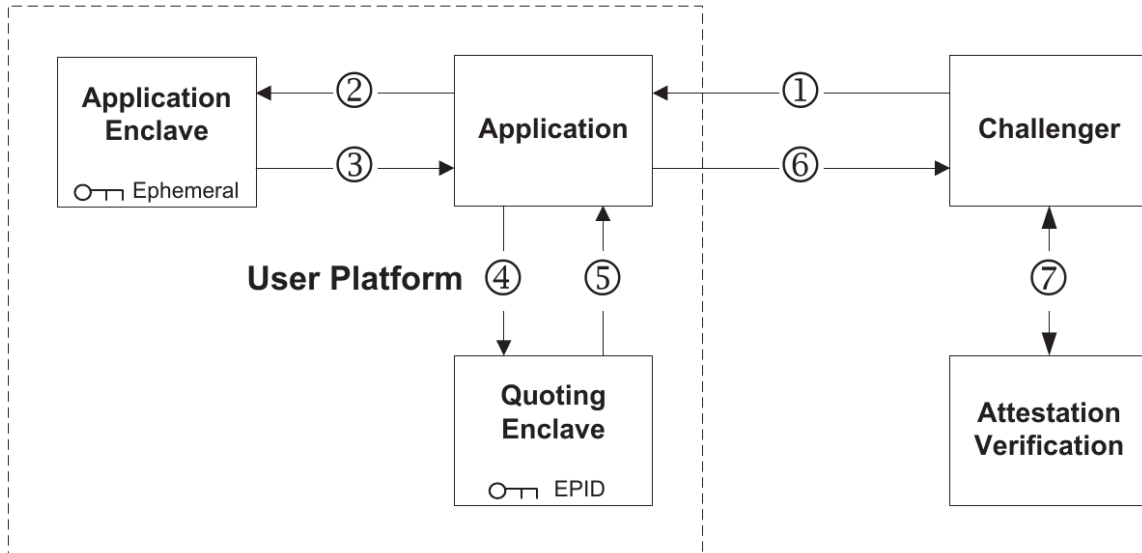 Application
Enclave
Ephemeral
②
③
Application
①
⑥
Challenger
User Platform
④
⑤
⑦
Quoting
Enclave
EPID
Attestation
Verification